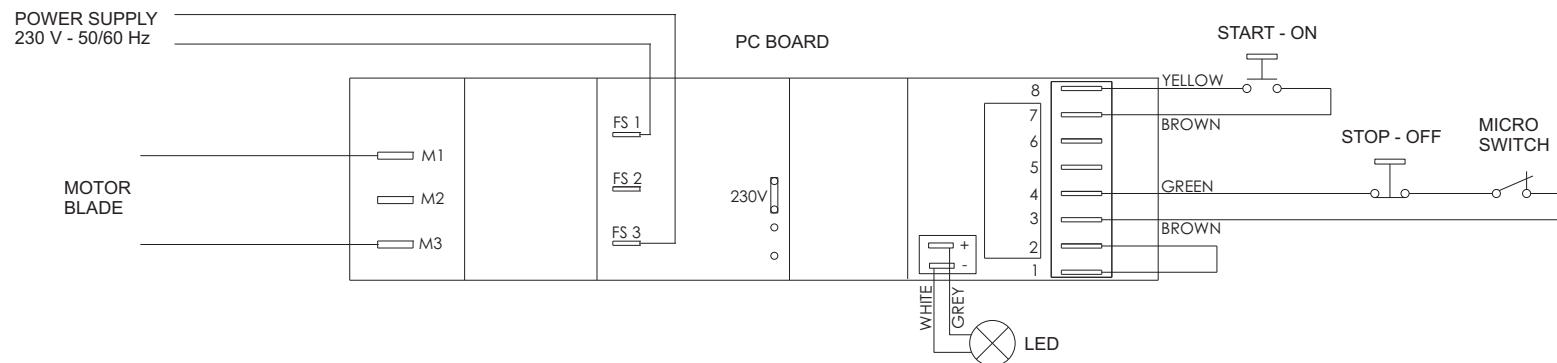 POWER SUPPLY
230 V - 50/60 Hz
PC BOARD
START - ON
YELLOW
BROWN
STOP - OFF
MICRO
SWITCH
GREEN
BROWN
8
7
6
5
4
3
2
1
FS 1
FS 2
FS 3
230V
M1
M2
M3
MOTOR
BLADE
+
-
WHITE
GREY
LED